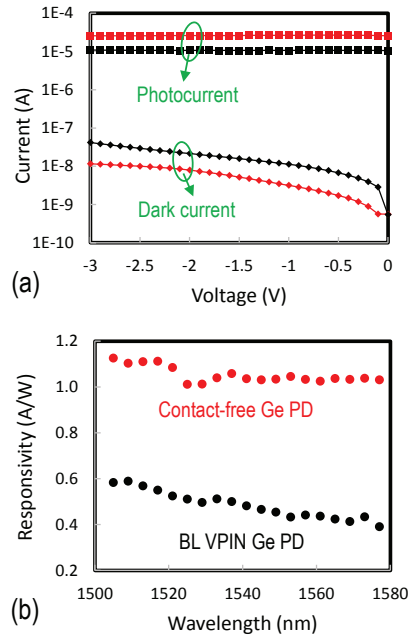 1E-4
1E-5
1E-6
1E-7
1E-8
1E-9
1E-10
Current (A)
Photocurrent
Dark current
-3 -2.5 -2 -1.5 -1 -0.5 0
(a)
Voltage (V)
1.2
1.0
0.8
0.6
0.4
0.2
Responsivity (A/W)
Contact-free Ge PD
BL VPIN Ge PD
1500 1520 1540 1560 1580
(b)
Wavelength (nm)